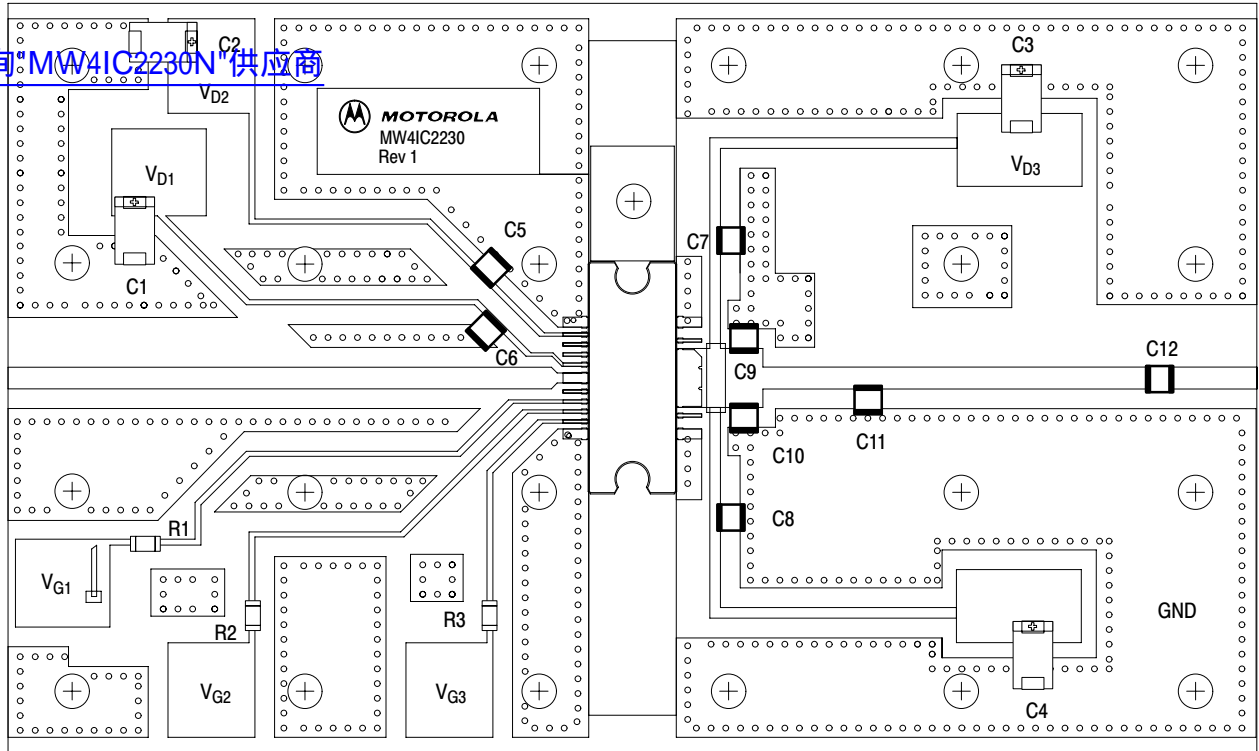 C2
间"MW4IC2230N"供应商
VD2
MOTOROLA
MW4IC2230
Rev 1
C3
VD3
VD1
C1
C5
C6
C7
C9
C12
C10
C11
C8
R1
VG1
R2
R3
VG2
VG3
GND
C4